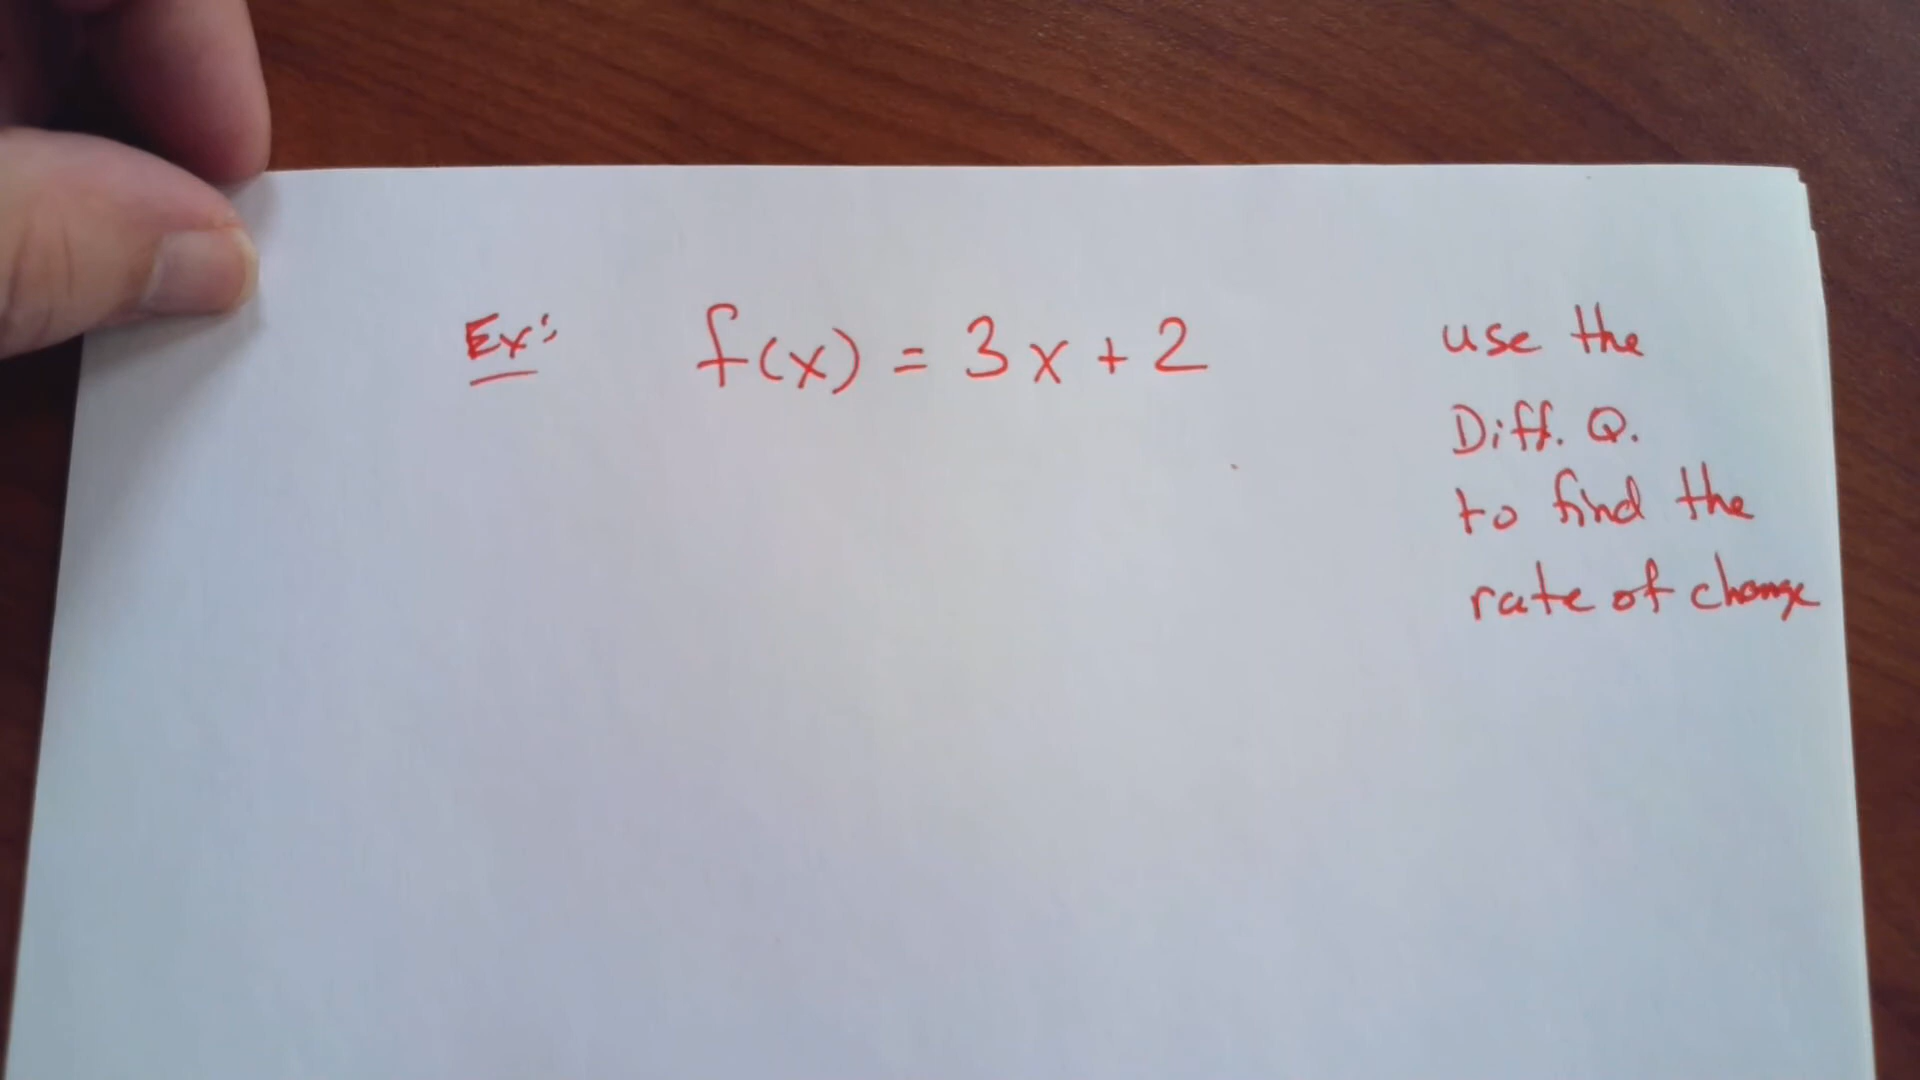 Ex: f(x) = 3x + 2
use the
Diff. Q.
to find the
rate of change